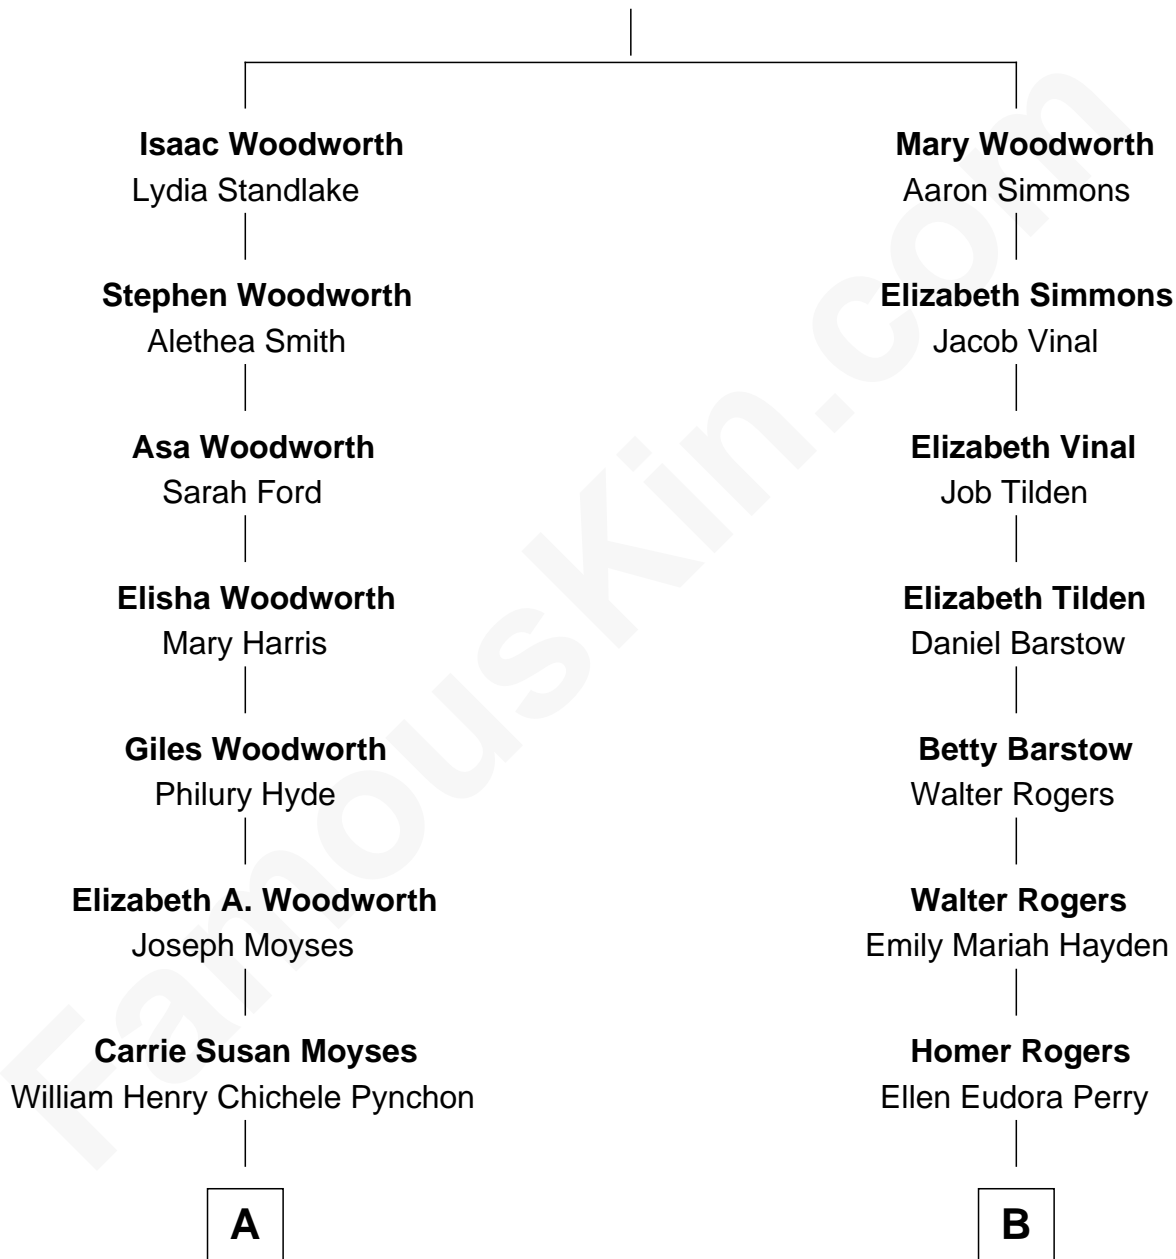 Isaac Woodworth
Lydia Standlake
Mary Woodworth
Aaron Simmons
Stephen Woodworth
Alethea Smith
Elizabeth Simmons
Jacob Vinal
Asa Woodworth
Sarah Ford
Elizabeth Vinal
Job Tilden
Elisha Woodworth
Mary Harris
Elizabeth Tilden
Daniel Barstow
Giles Woodworth
Philury Hyde
Betty Barstow
Walter Rogers
Elizabeth A. Woodworth
Joseph Moyses
Walter Rogers
Emily Mariah Hayden
Carrie Susan Moyses
William Henry Chichele Pynchon
Homer Rogers
Ellen Eudora Perry
A
B
FamousKin.com